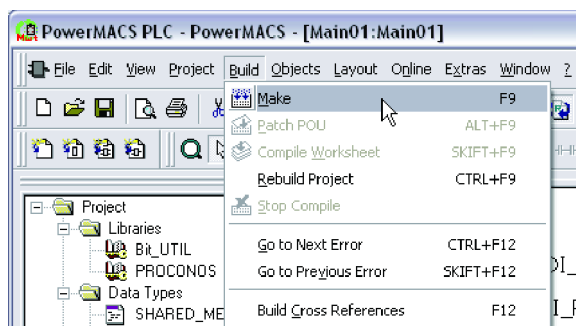 PowerMACS PLC - PowerMACS - [Main01:Main01]
File Edit View Project Build Objects Layout Online Extras Window ?
Make F9
Patch POU ALT+F9
Compile Worksheet SKIFT+F9
Rebuild Project CTRL+F9
Stop Compile
Go to Next Error CTRL+F12
Go to Previous Error SKIFT+F12
Build Cross References F12
Project
Libraries
Bit_UTIL
PROCONOS
Data Types
SHARED_ME